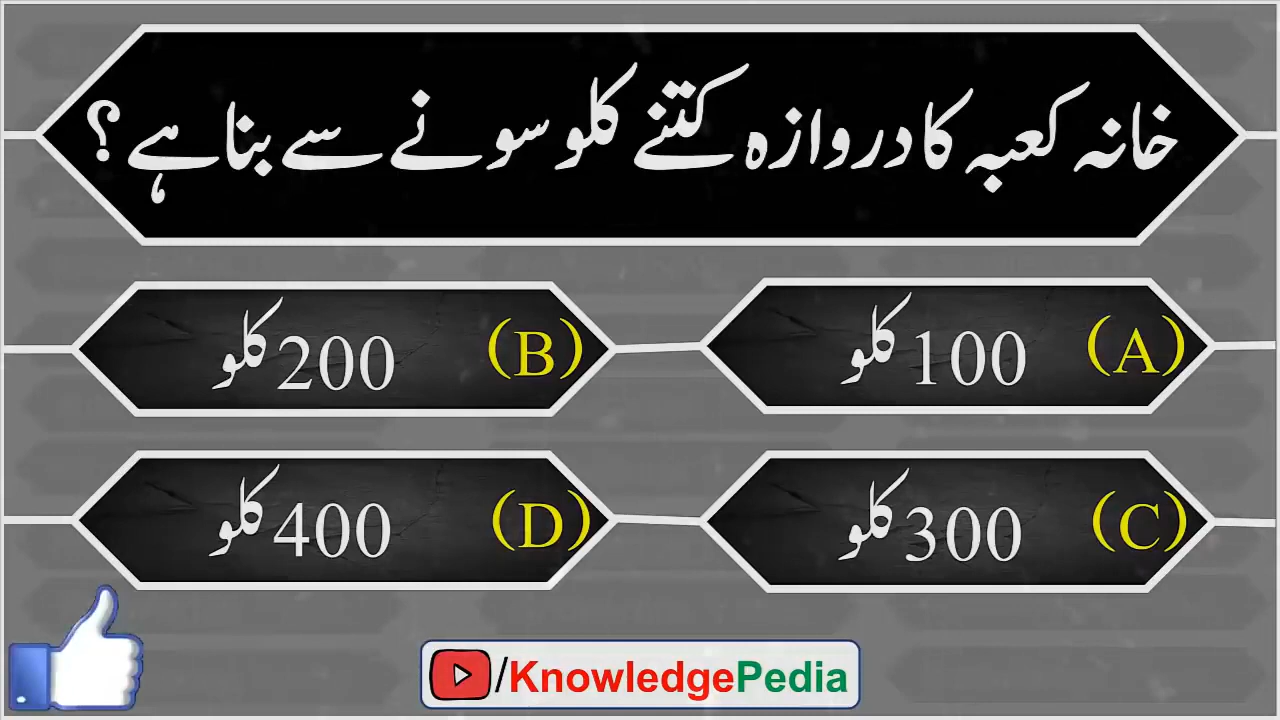 خانہ کعبہ کا دروازہ کتنے کلو سونے سے بنا ہے؟
(A) 100 کلو
(B) 200 کلو
(C) 300 کلو
(D) 400 کلو
/KnowledgePedia